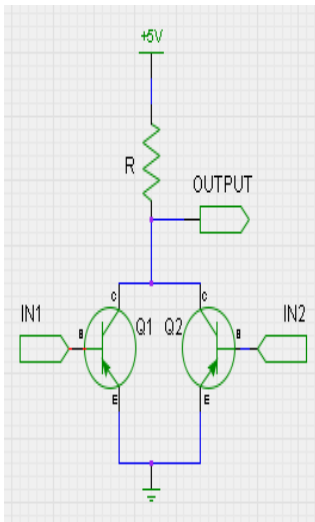 +5V
R
OUTPUT
C C
IN1 Q1 Q2 IN2
B B
E E